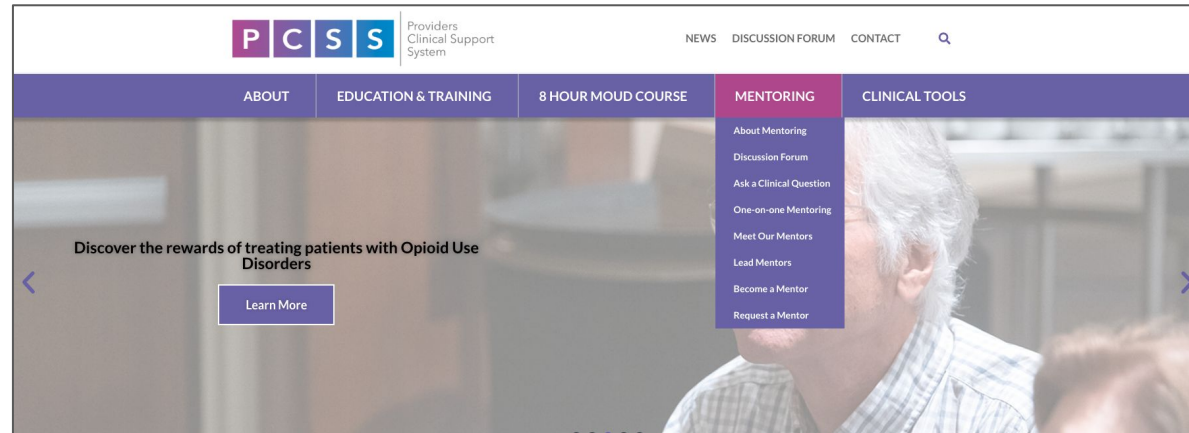 P C S S
Providers
Clinical Support
System
NEWS DISCUSSION FORUM CONTACT
ABOUT EDUCATION & TRAINING 8 HOUR MOUD COURSE MENTORING CLINICAL TOOLS
About Mentoring
Discussion Forum
Ask a Clinical Question
One-on-one Mentoring
Meet Our Mentors
Lead Mentors
Become a Mentor
Request a Mentor
Discover the rewards of treating patients with Opioid Use
Disorders
Learn More